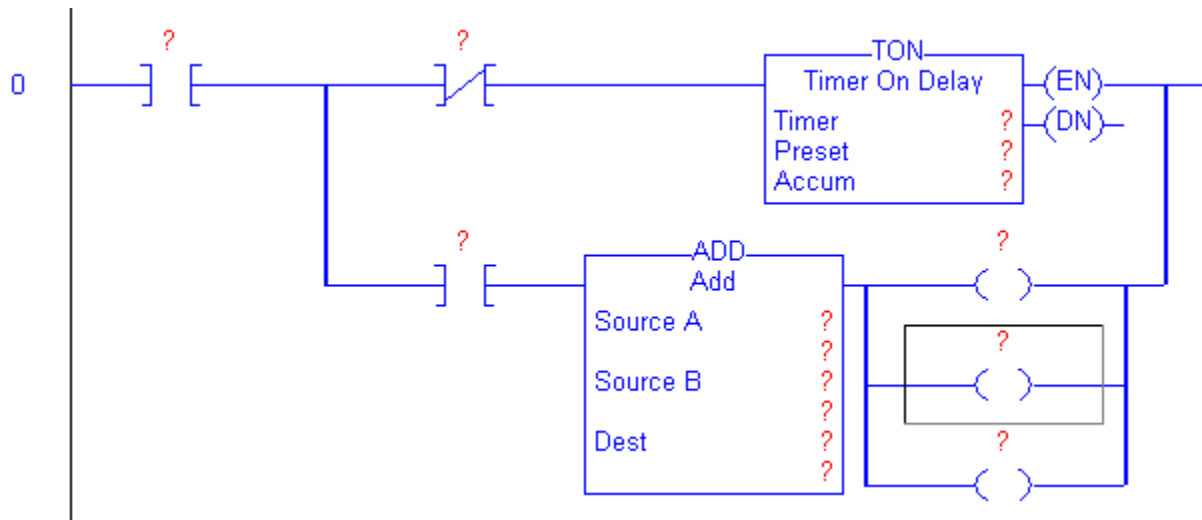 ? ?
0
TON
Timer On Delay (EN)
Timer ? (DN)
Preset ?
Accum ?
? ADD ?
Add
Source A ?
?
?
Source B ?
?
?
Dest ?
?